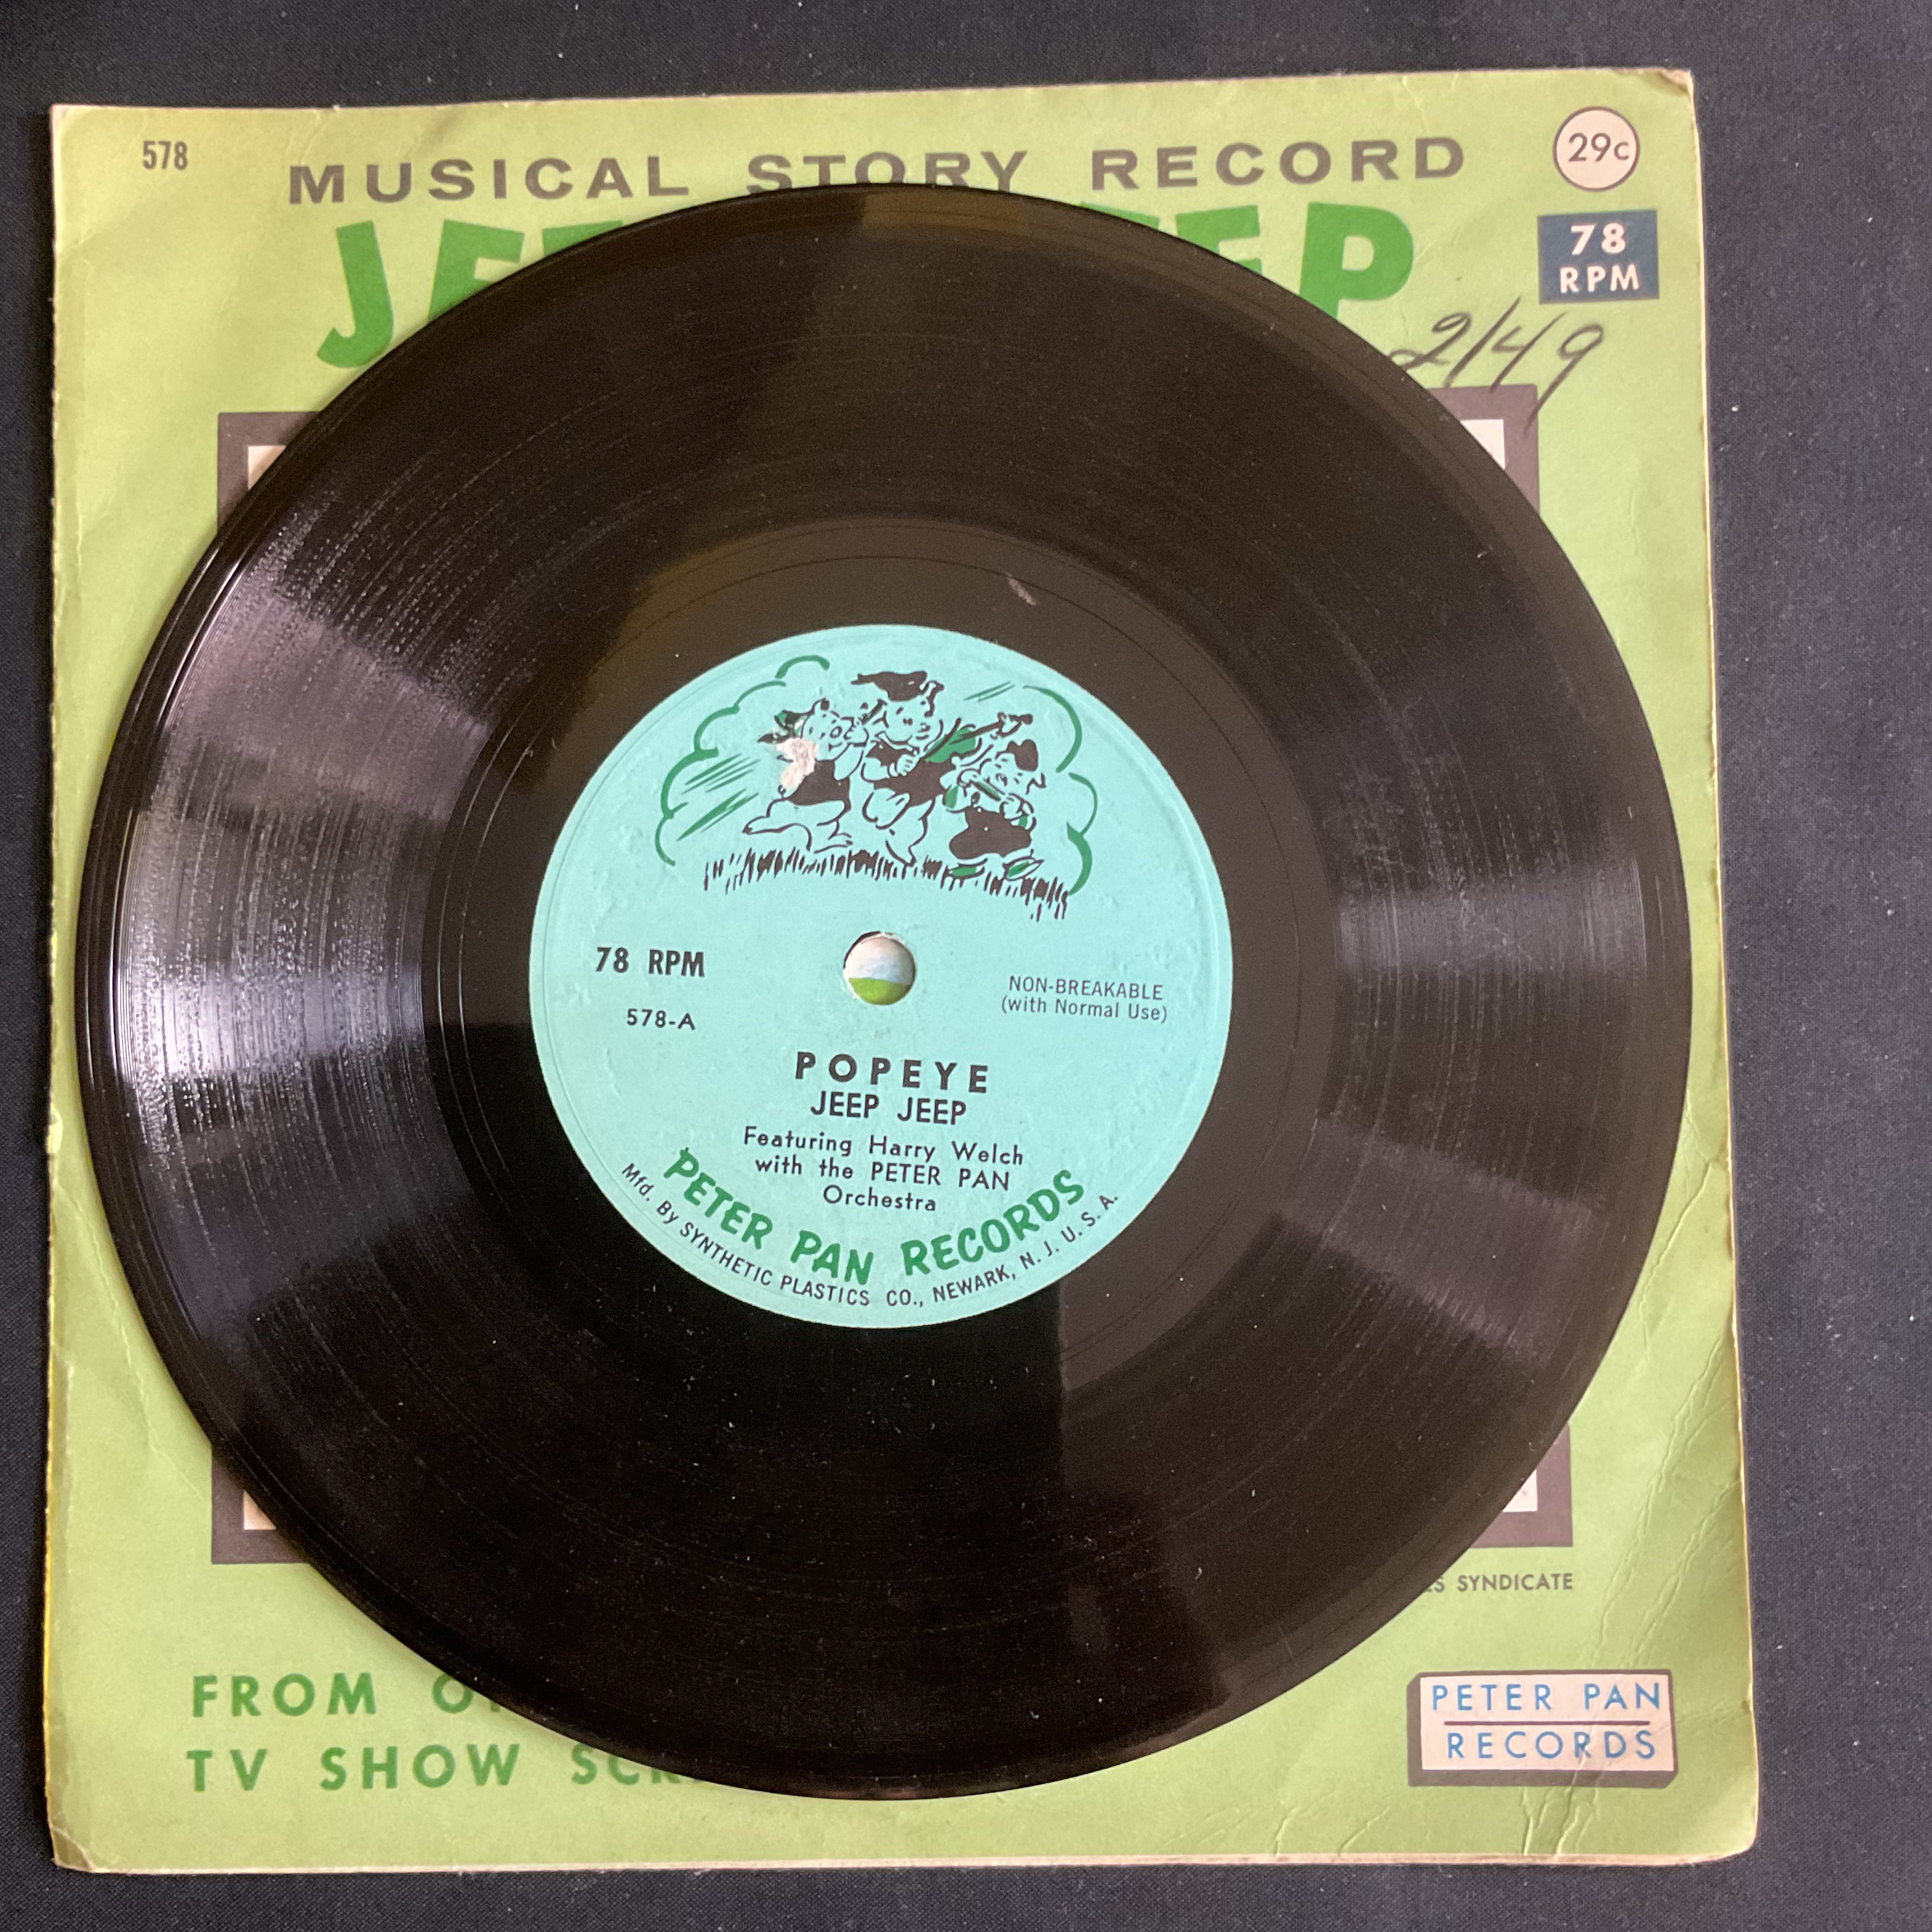 578
MUSICAL STORY RECORD
29c
78
RPM
2/49
78 RPM
578-A
NON-BREAKABLE
(with Normal Use)
POPEYE
JEEP JEEP
Featuring Harry Welch
with the PETER PAN
Orchestra
PETER PAN RECORDS
Mfd. By SYNTHETIC PLASTICS CO., NEWARK, N. J. U. S. A.
SYNDICATE
FROM
TV SHOW
PETER PAN
RECORDS